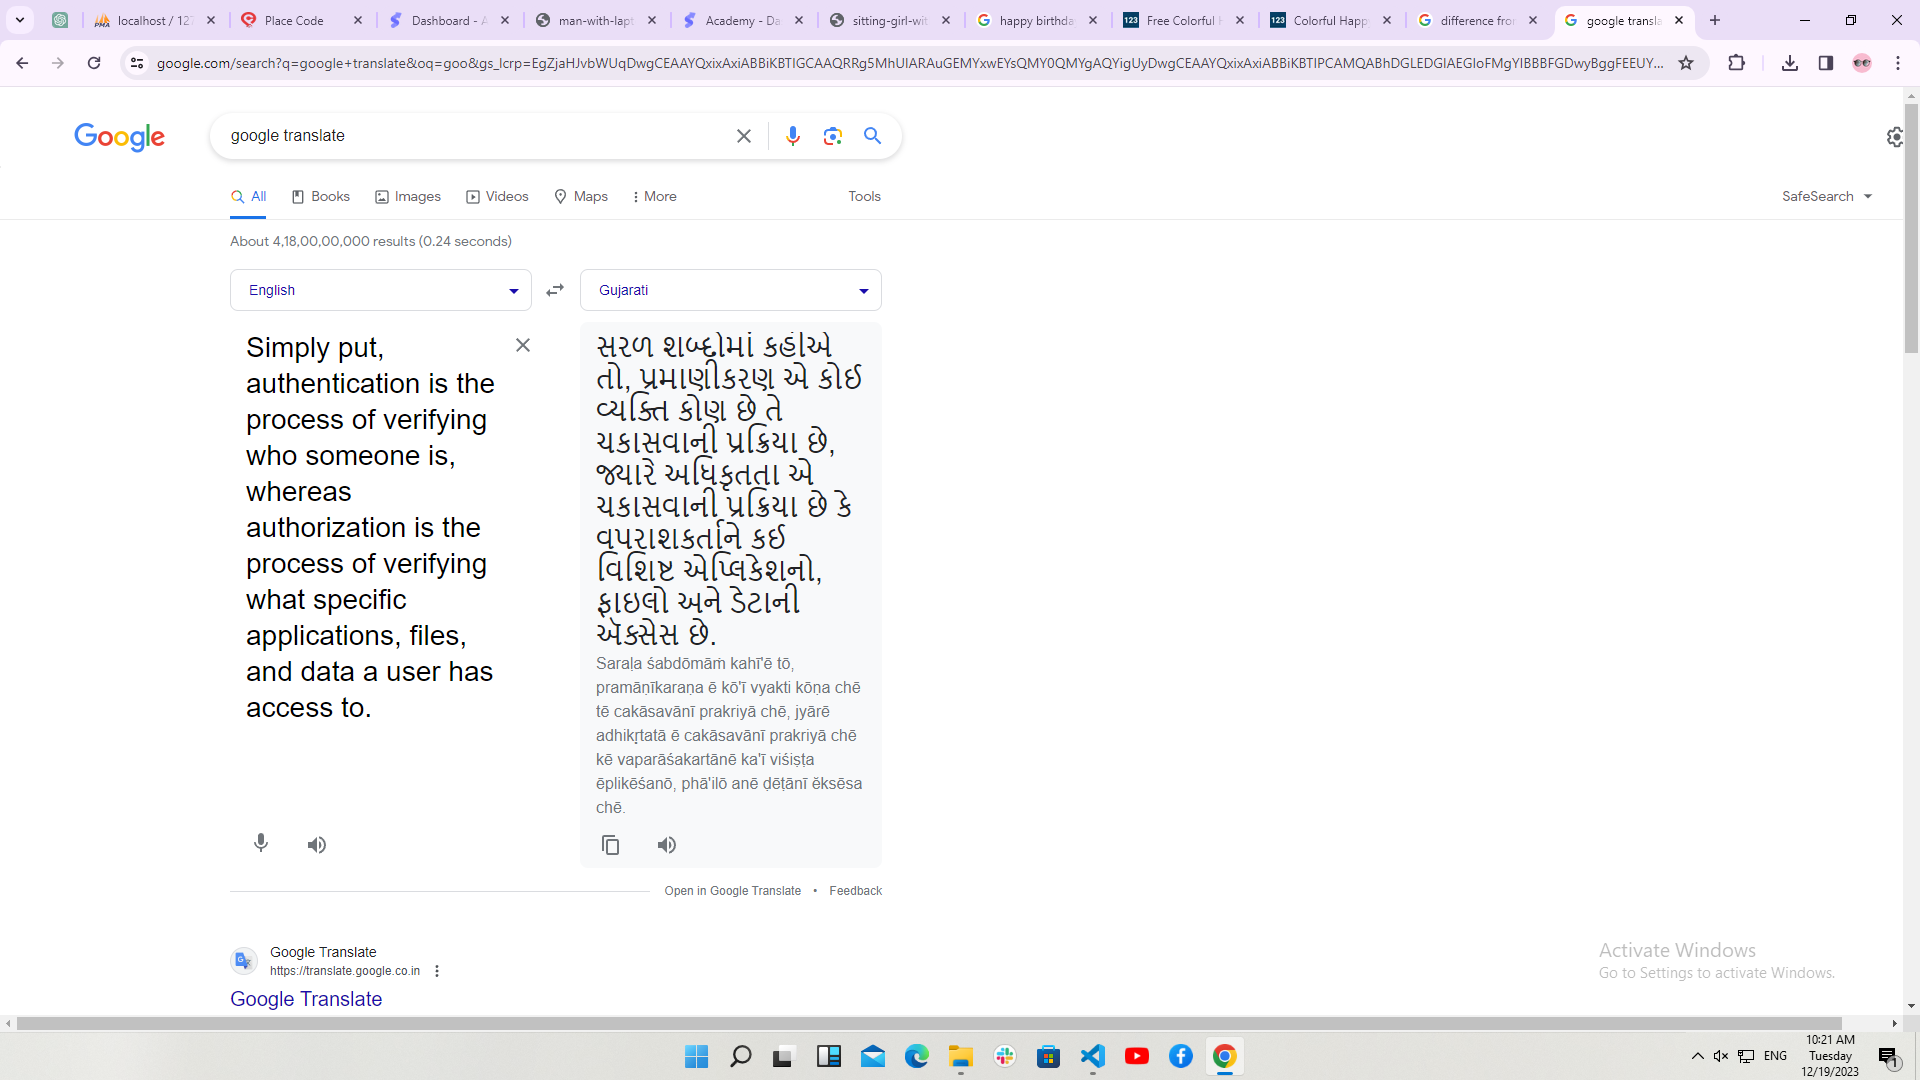 localhost / 127
Place Code
Dashboard - A
man-with-lapt
Academy - Da
sitting-girl-wit
happy birthda
Free Colorful H
Colorful Happ
difference fror
google transla
google.com/search?q=google+translate&oq=goo&gs_lcrp=EgZjaHJvbWUqDwgCEAAYQxixAxiABBiKBTIGCAAQRRg5MhUIARAuGEMYxwEYsQMY0QMYgAQYigUyDwgCEAAYQxixAxiABBiKBTIPCAMQABhDGLEDGIAEGIoFMgYIBBBFGDwyBggFEEUY...
Google
google translate
All
Books
Images
Videos
Maps
More
Tools
SafeSearch
About 4,18,00,00,000 results (0.24 seconds)
English
Gujarati
Simply put,
authentication is the
process of verifying
who someone is,
whereas
authorization is the
process of verifying
what specific
applications, files,
and data a user has
access to.
સરળ શબ્દોમાં કહીએ
તો, પ્રમાણીકરણ એ કોઈ
વ્યક્તિ કોણ છે તે
ચકાસવાની પ્રક્રિયા છે,
જ્યારે અધિકૃતતા એ
ચકાસવાની પ્રક્રિયા છે કે
વપરાશકર્તાને કઈ
વિશિષ્ટ એપ્લિકેશનો,
ફાઇલો અને ડેટાની
ઍક્સેસ છે.
Saraḷa śabdōmāṁ kahī'ē tō,
pramāṇīkaraṇa ē kō'ī vyakti kōṇa chē
tē cakāsavānī prakriyā chē, jyārē
adhikr̥tatā ē cakāsavānī prakriyā chē
kē vaparāśakartānē ka'ī viśiṣṭa
ēplikēśanō, phā'ilō anē ḍēṭānī ĕksēsa
chē.
Open in Google Translate • Feedback
Google Translate
https://translate.google.co.in
Google Translate
Activate Windows
Go to Settings to activate Windows.
ENG
10:21 AM
Tuesday
12/19/2023
1